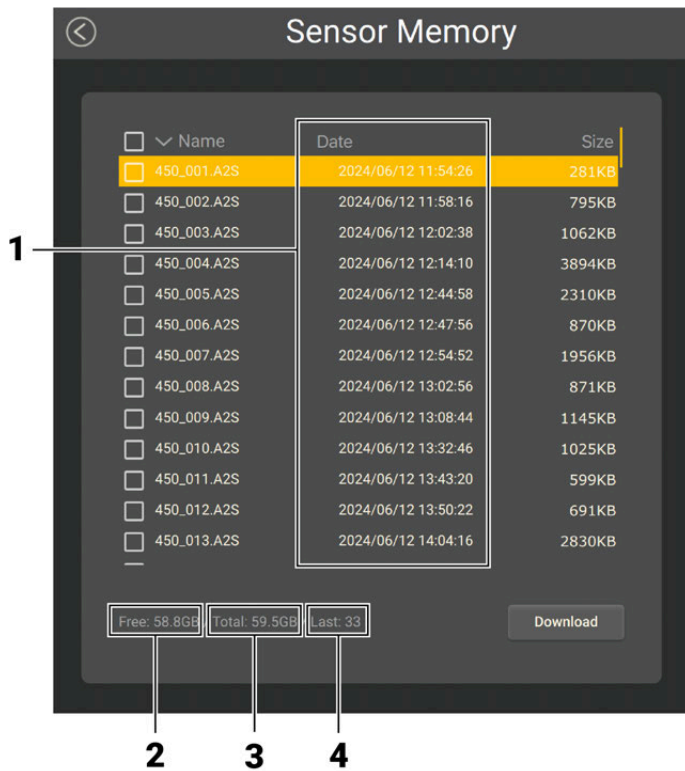 Sensor Memory
Name Date Size
450_001.A2S 2024/06/12 11:54:26 281KB
450_002.A2S 2024/06/12 11:58:16 795KB
450_003.A2S 2024/06/12 12:02:38 1062KB
1
450_004.A2S 2024/06/12 12:14:10 3894KB
450_005.A2S 2024/06/12 12:44:58 2310KB
450_006.A2S 2024/06/12 12:47:56 870KB
450_007.A2S 2024/06/12 12:54:52 1956KB
450_008.A2S 2024/06/12 13:02:56 871KB
450_009.A2S 2024/06/12 13:08:44 1145KB
450_010.A2S 2024/06/12 13:32:46 1025KB
450_011.A2S 2024/06/12 13:43:20 599KB
450_012.A2S 2024/06/12 13:50:22 691KB
450_013.A2S 2024/06/12 14:04:16 2830KB
Free: 58.8GB/ Total: 59.5GB Last: 33 Download
2 3 4